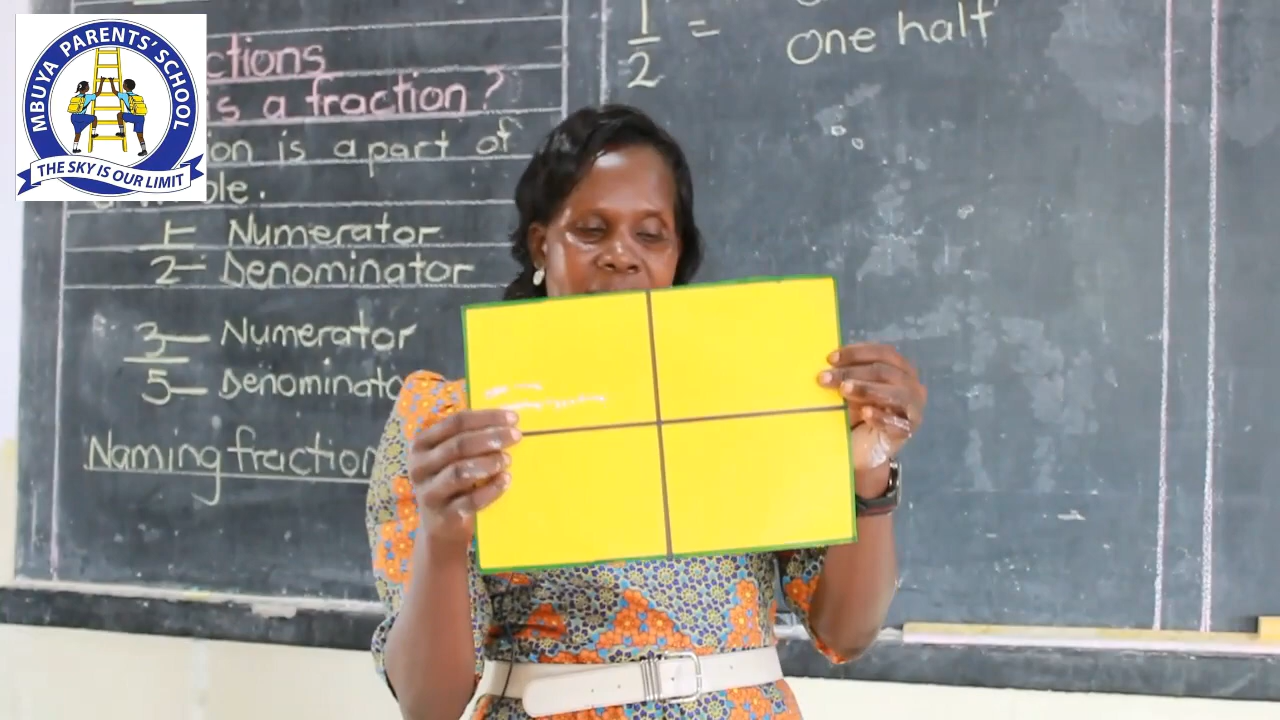 MBUYA PARENTS' SCHOOL
THE SKY IS OUR LIMIT
ctions
s a fraction?
ion is a part of
ole.
1 Numerator
2 Denominator
3 Numerator
5 Denominato
Naming fraction
1/2 = one half